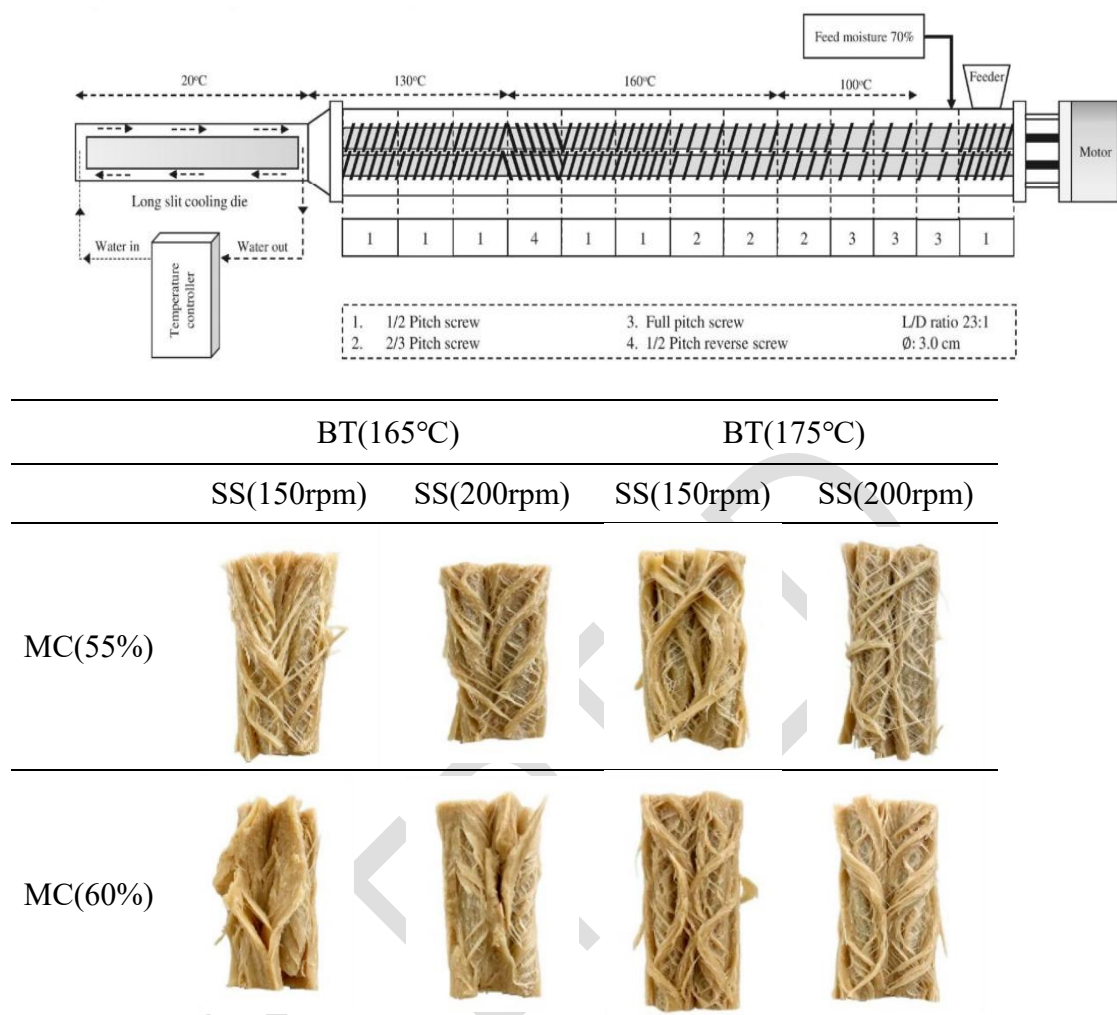 Feed moisture 70%
20°C
130°C
160°C
100°C
Feeder
Motor
Long slit cooling die
Water in
Water out
Temperature
controller
1 1 1 4 1 1 2 2 2 3 3 3 1
1. 1/2 Pitch screw 3. Full pitch screw L/D ratio 23:1
2. 2/3 Pitch screw 4. 1/2 Pitch reverse screw Ø: 3.0 cm
BT(165℃) BT(175℃)
SS(150rpm) SS(200rpm) SS(150rpm) SS(200rpm)
MC(55%)
MC(60%)